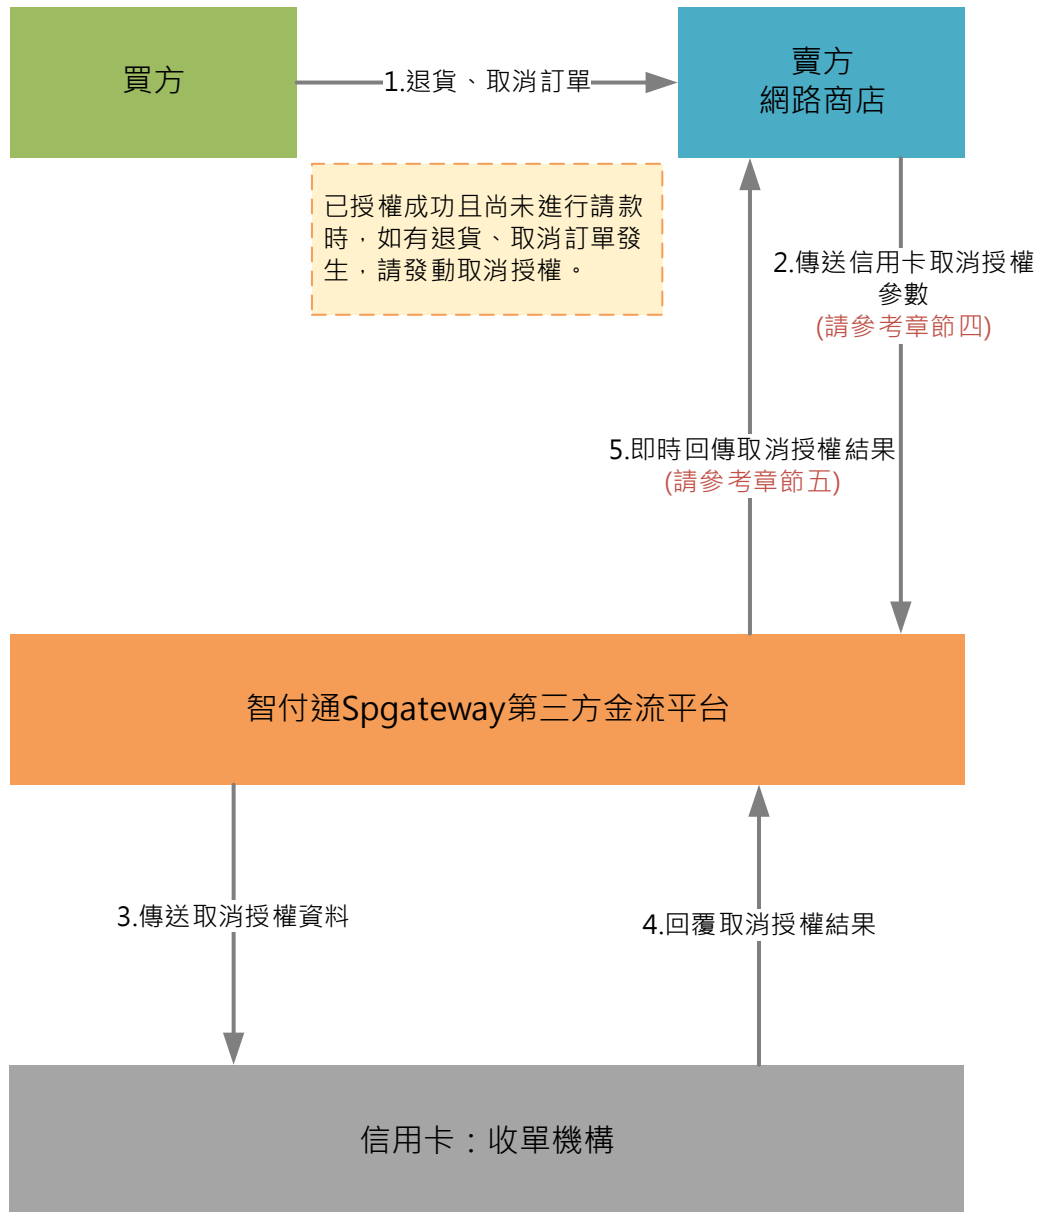 買方
1.退貨、取消訂單
賣方
網路商店
已授權成功且尚未進行請款
時，如有退貨、取消訂單發
生，請發動取消授權。
2.傳送信用卡取消授權
參數
(請參考章節四)
5.即時回傳取消授權結果
(請參考章節五)
智付通Spgateway第三方金流平台
3.傳送取消授權資料
4.回覆取消授權結果
信用卡：收單機構